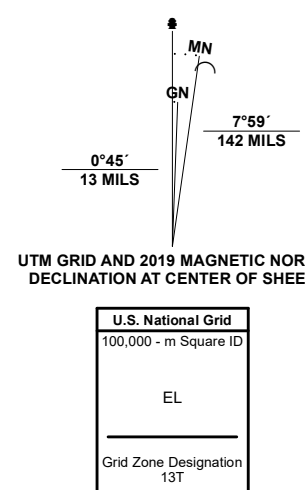 MN
GN
7°59´
142 MILS
0°45´
13 MILS
UTM GRID AND 2019 MAGNETIC NOR
DECLINATION AT CENTER OF SHEE
U.S. National Grid
100,000 - m Square ID
EL
Grid Zone Designation
13T